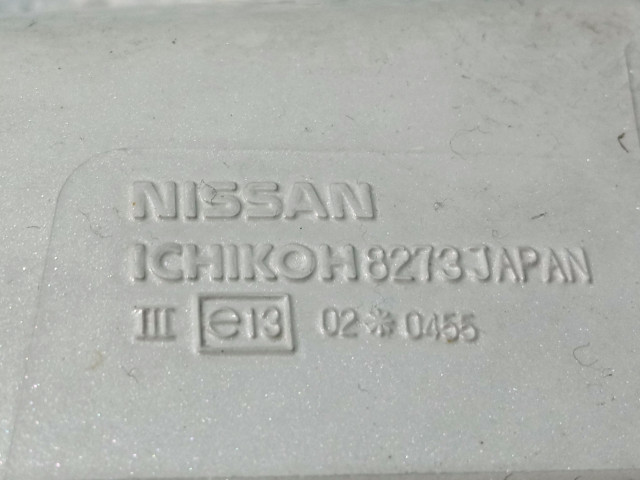 NISSAN
ICHIKOH 8273 JAPAN
III e13 02*0455